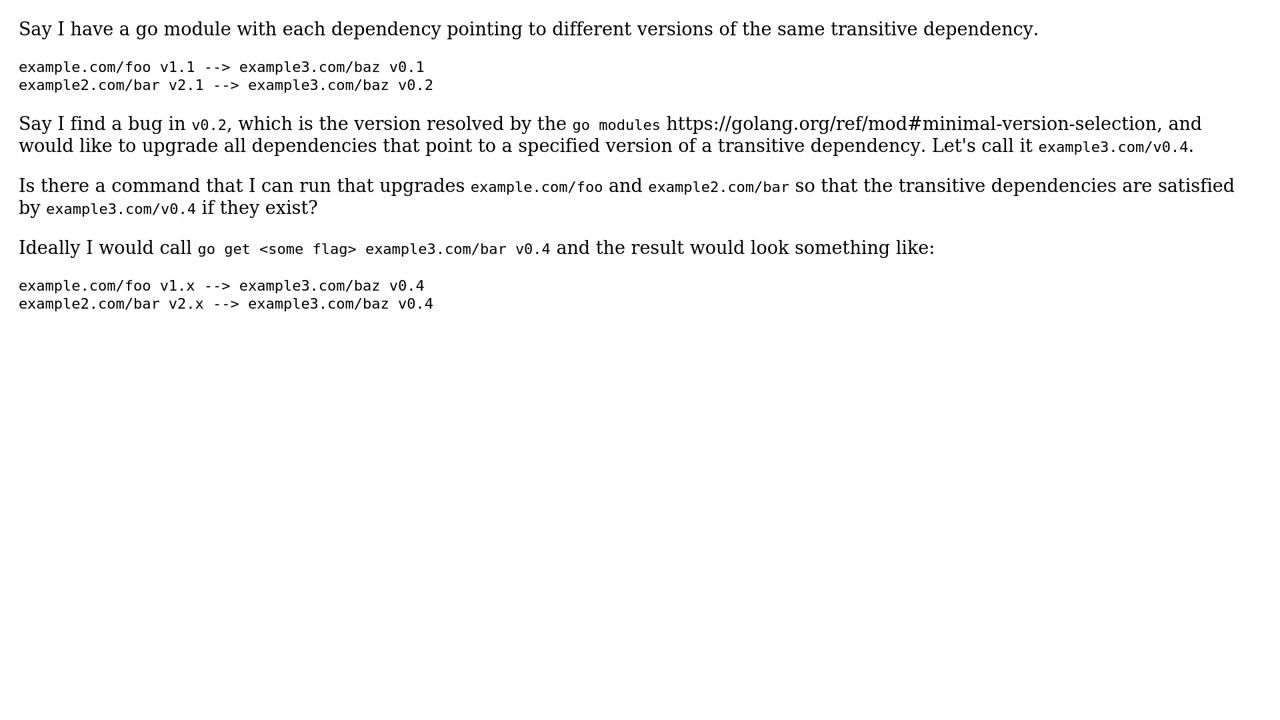 Say I have a go module with each dependency pointing to different versions of the same transitive dependency.
example.com/foo v1.1 --> example3.com/baz v0.1
example2.com/bar v2.1 --> example3.com/baz v0.2
Say I find a bug in v0.2, which is the version resolved by the go modules https://golang.org/ref/mod#minimal-version-selection, and
would like to upgrade all dependencies that point to a specified version of a transitive dependency. Let's call it example3.com/v0.4.
Is there a command that I can run that upgrades example.com/foo and example2.com/bar so that the transitive dependencies are satisfied
by example3.com/v0.4 if they exist?
Ideally I would call go get <some flag> example3.com/bar v0.4 and the result would look something like:
example.com/foo v1.x --> example3.com/baz v0.4
example2.com/bar v2.x --> example3.com/baz v0.4